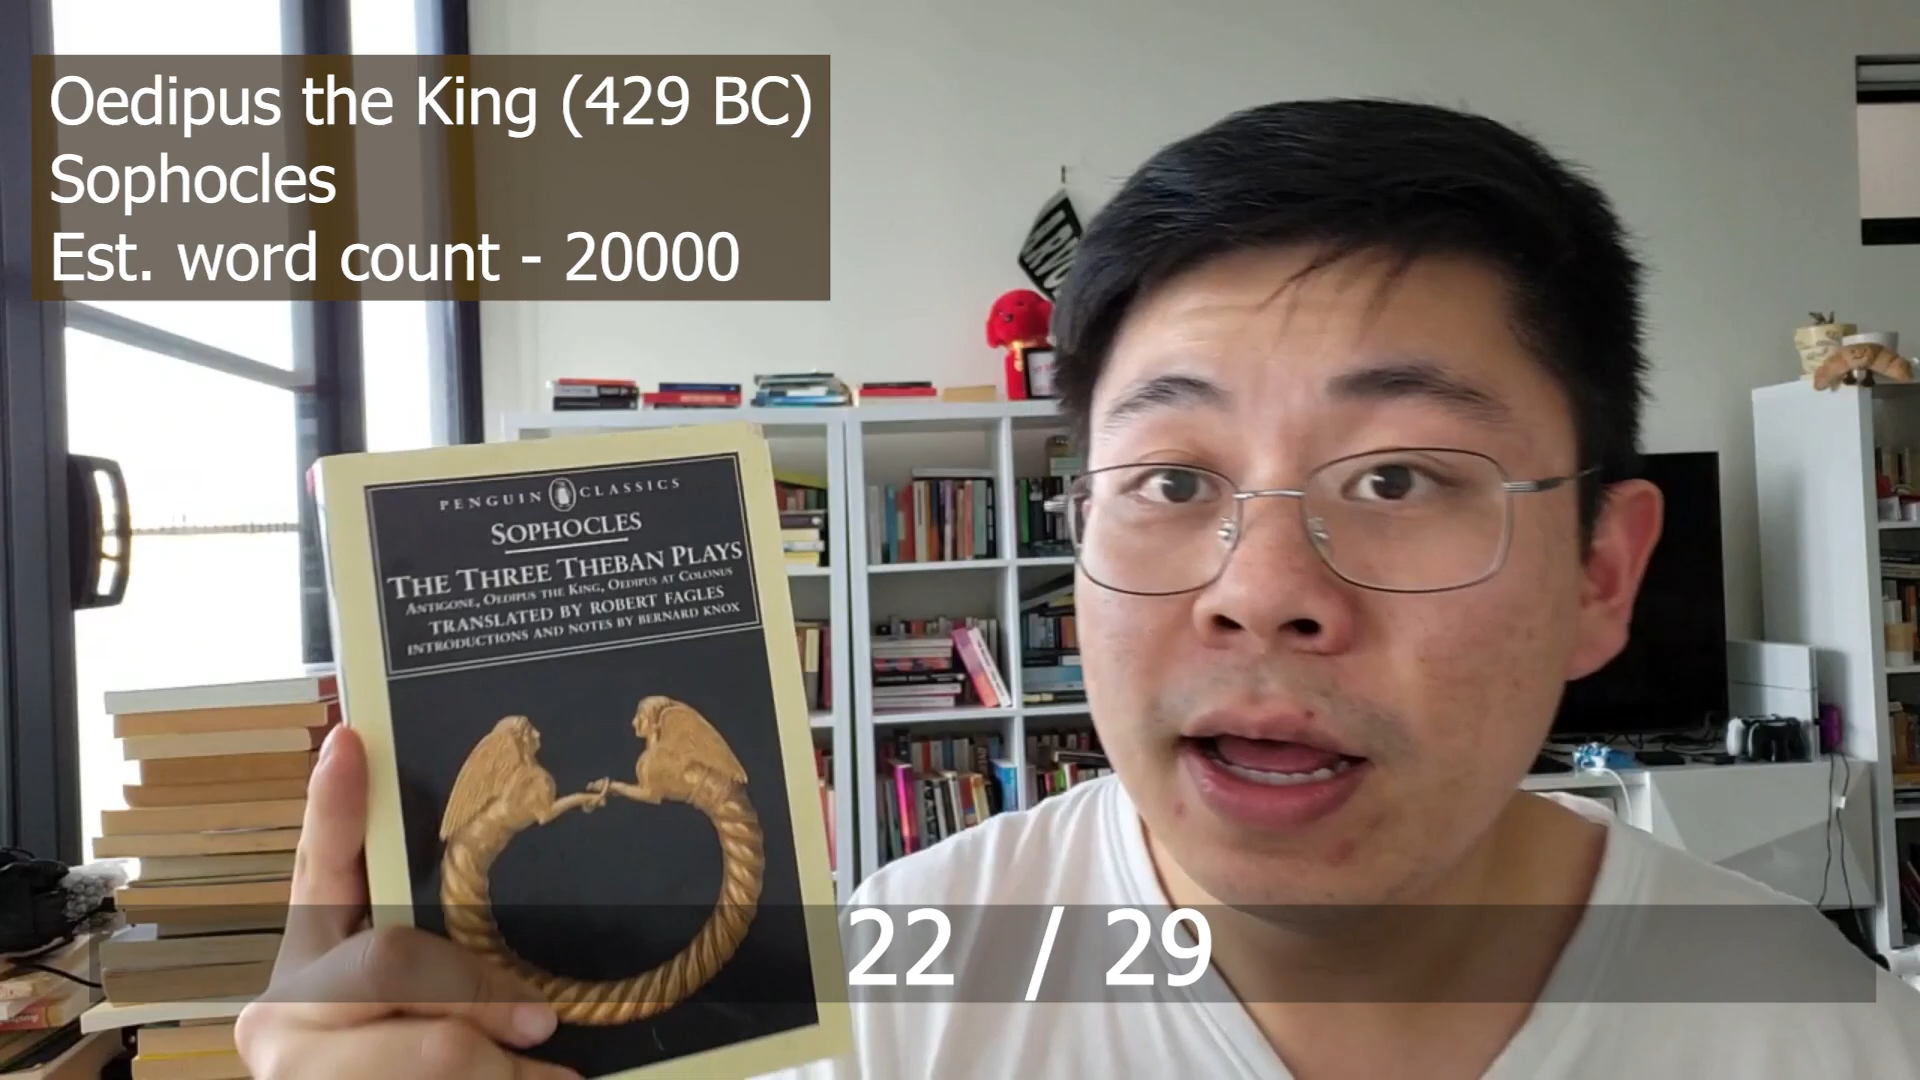 Oedipus the King (429 BC)
Sophocles
Est. word count - 20000
PENGUIN CLASSICS
SOPHOCLES
THE THREE THEBAN PLAYS
ANTIGONE, OEDIPUS THE KING, OEDIPUS AT COLONUS
TRANSLATED BY ROBERT FAGLES
INTRODUCTIONS AND NOTES BY BERNARD KNOX
22 / 29